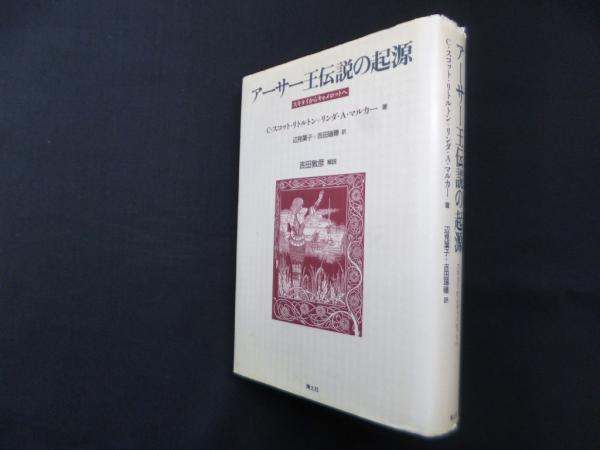 アーサー王伝説の起源
スキタイからキャメロットへ
C・スコット・リトルトン＋リンダ・A・マルカー 著
辺見葉子＋吉田瑞穂 訳
吉田敦彦 解説
青土社
アーサー王伝説の起源
C・スコット・リトルトン＋リンダ・A・マルカー 著
辺見葉子＋吉田瑞穂 訳